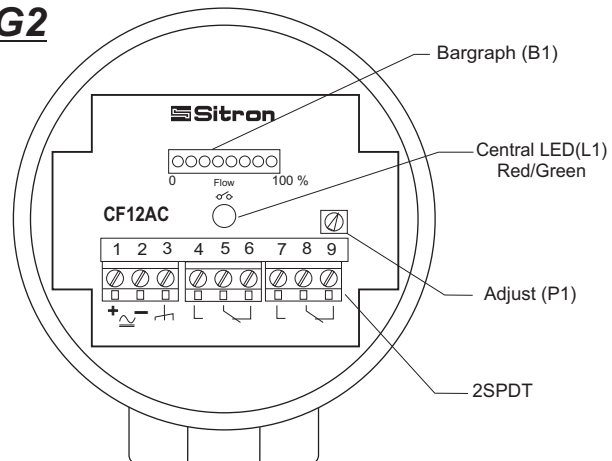 G2
Bargraph (B1)
Sitron
0 Flow 100 %
Central LED(L1)
Red/Green
CF12AC
1 2 3 4 5 6 7 8 9
+ −
Adjust (P1)
2SPDT